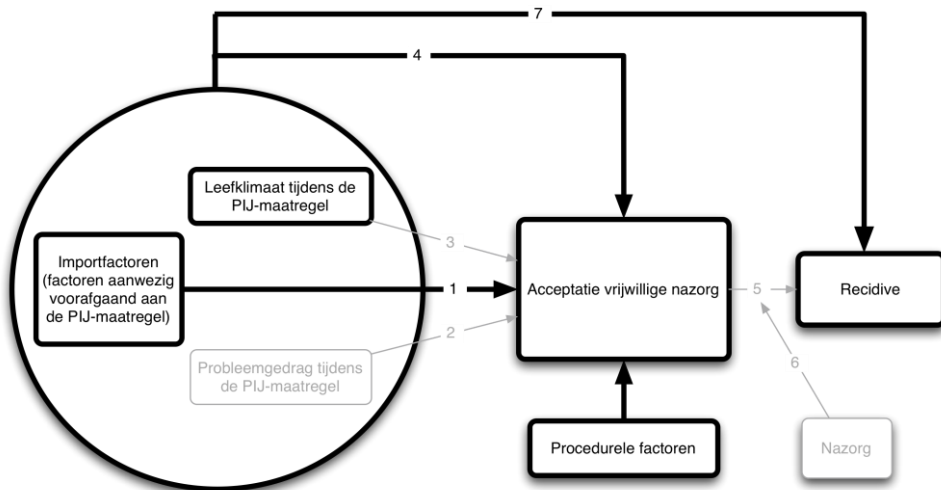 7
4
Leefklimaat tijdens de
PIJ-maatregel
3
Importfactoren
(factoren aanwezig
voorafgaand aan
de PIJ-maatregel)
1
Acceptatie vrijwillige nazorg
5
Recidive
2
Probleemgedrag tijdens
de PIJ-maatregel
6
Procedurele factoren
Nazorg